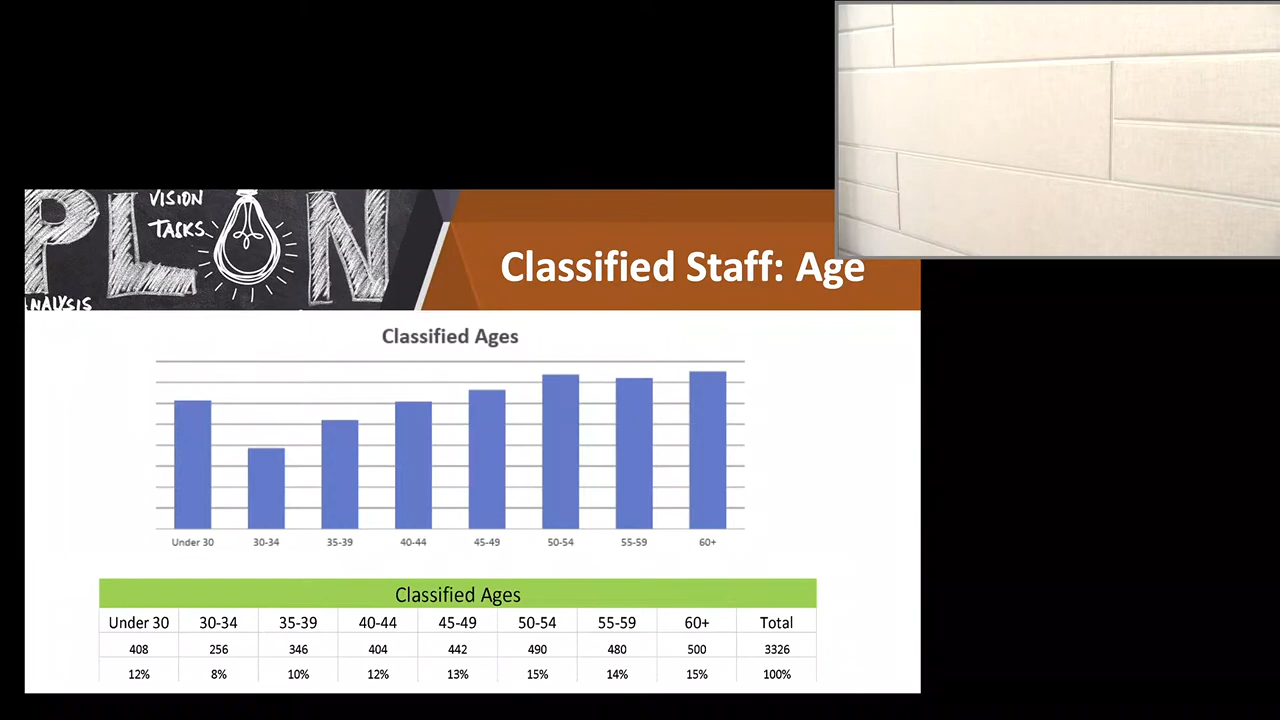 PLAN
VISION
TASKS
ANALYSIS
Classified Staff: Age
Classified Ages
Under 30 30-34 35-39 40-44 45-49 50-54 55-59 60+
Classified Ages
Under 30 30-34 35-39 40-44 45-49 50-54 55-59 60+ Total
408 256 346 404 442 490 480 500 3326
12% 8% 10% 12% 13% 15% 14% 15% 100%